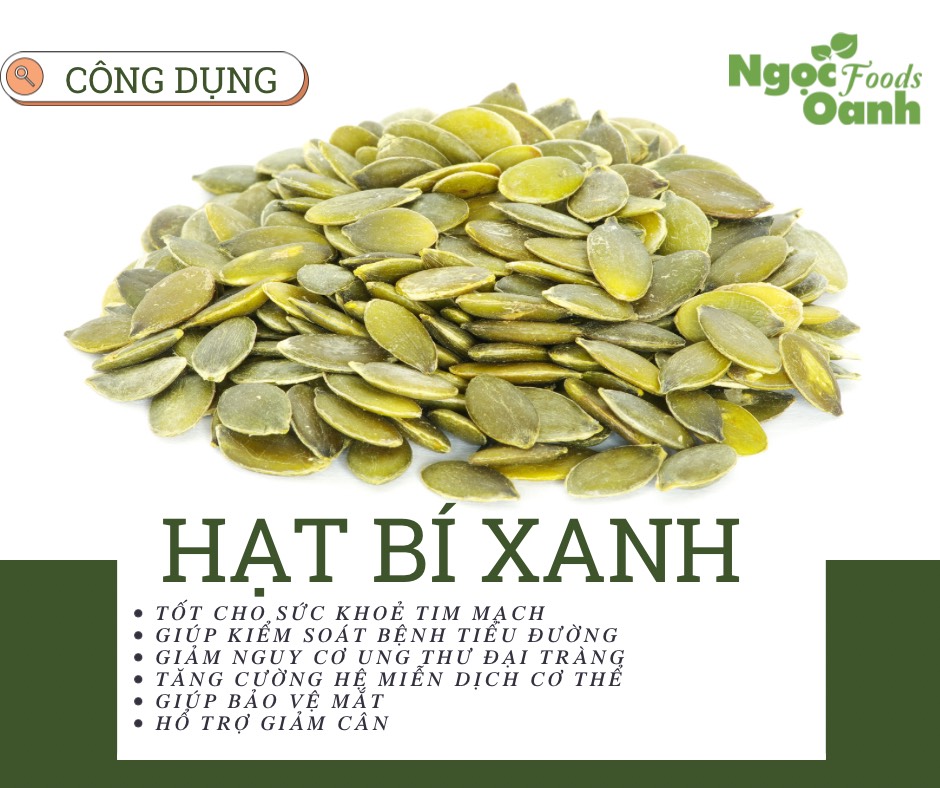 CÔNG DỤNG
Ngọc Foods
Oanh
HẠT BÍ XANH
• TỐT CHO SỨC KHOẺ TIM MẠCH
• GIÚP KIỂM SOÁT BỆNH TIỂU ĐƯỜNG
• GIẢM NGUY CƠ UNG THƯ ĐẠI TRÀNG
• TĂNG CƯỜNG HỆ MIỄN DỊCH CƠ THỂ
• GIÚP BẢO VỆ MẮT
• HỔ TRỢ GIẢM CÂN